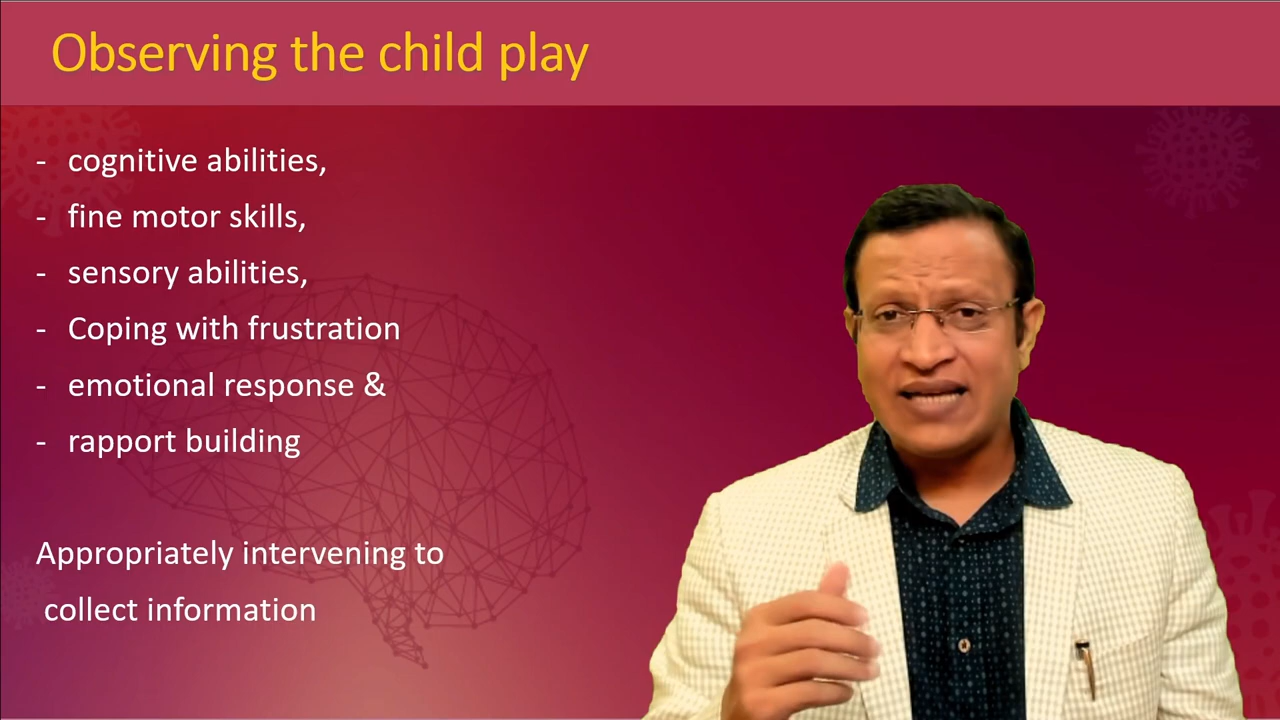 Observing the child play
- cognitive abilities,
- fine motor skills,
- sensory abilities,
- Coping with frustration
- emotional response &
- rapport building
Appropriately intervening to
collect information